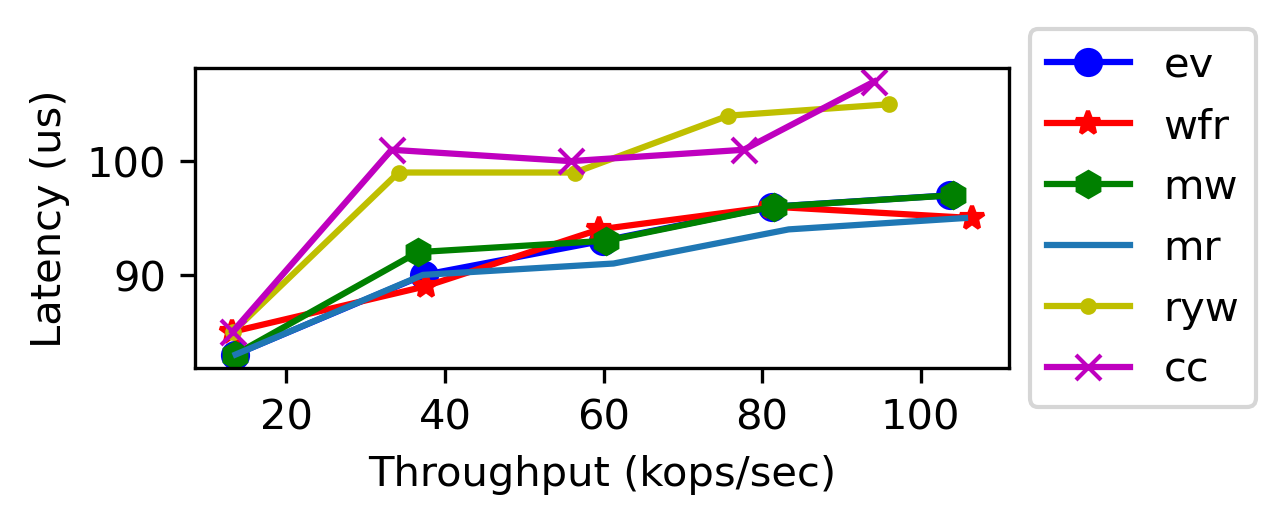 Latency (us)
100
90
20 40 60 80 100
Throughput (kops/sec)
ev
wfr
mw
mr
ryw
cc